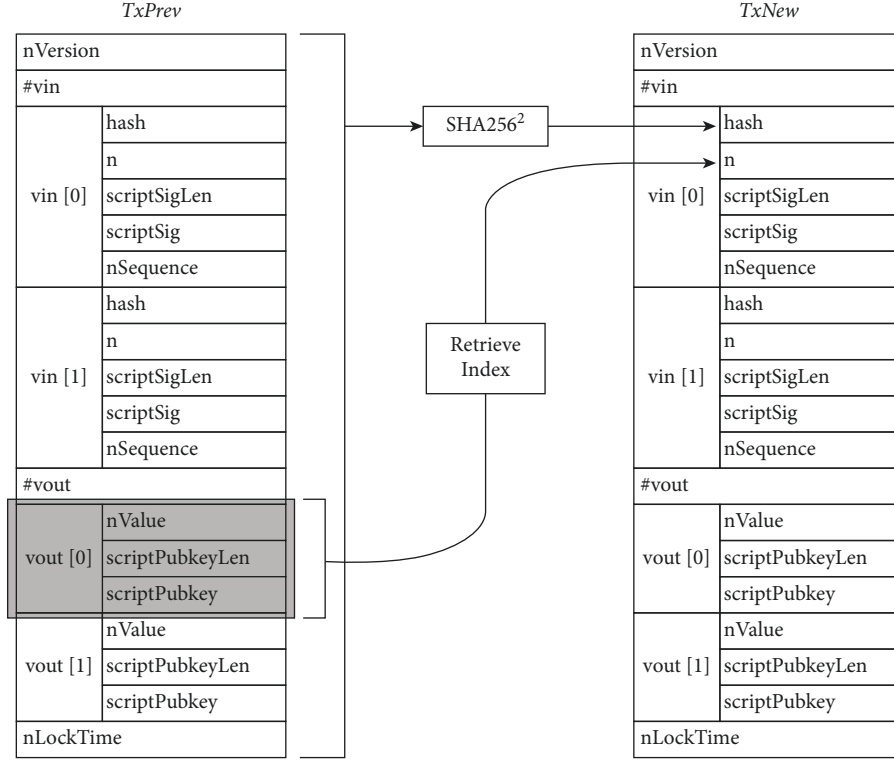 TxPrev
nVersion
#vin
vin [0]
hash
n
scriptSigLen
scriptSig
nSequence
vin [1]
hash
n
scriptSigLen
scriptSig
nSequence
#vout
vout [0]
nValue
scriptPubkeyLen
scriptPubkey
vout [1]
nValue
scriptPubkeyLen
scriptPubkey
nLockTime
SHA256²
Retrieve
Index
TxNew
nVersion
#vin
vin [0]
hash
n
scriptSigLen
scriptSig
nSequence
vin [1]
hash
n
scriptSigLen
scriptSig
nSequence
#vout
vout [0]
nValue
scriptPubkeyLen
scriptPubkey
vout [1]
nValue
scriptPubkeyLen
scriptPubkey
nLockTime